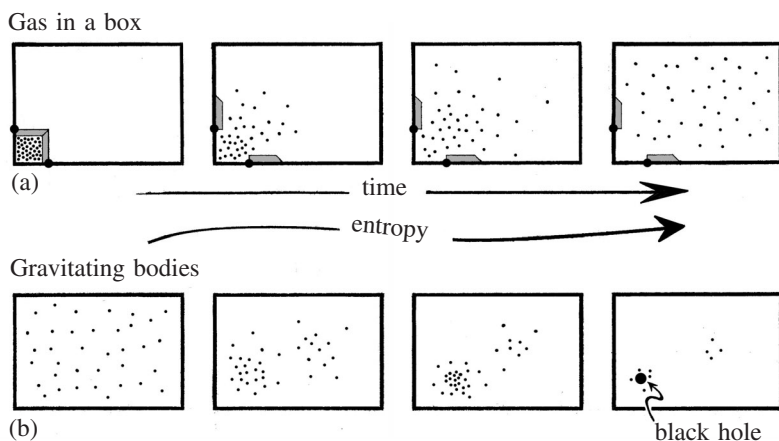 Gas in a box
(a)
time
entropy
Gravitating bodies
(b)
black hole